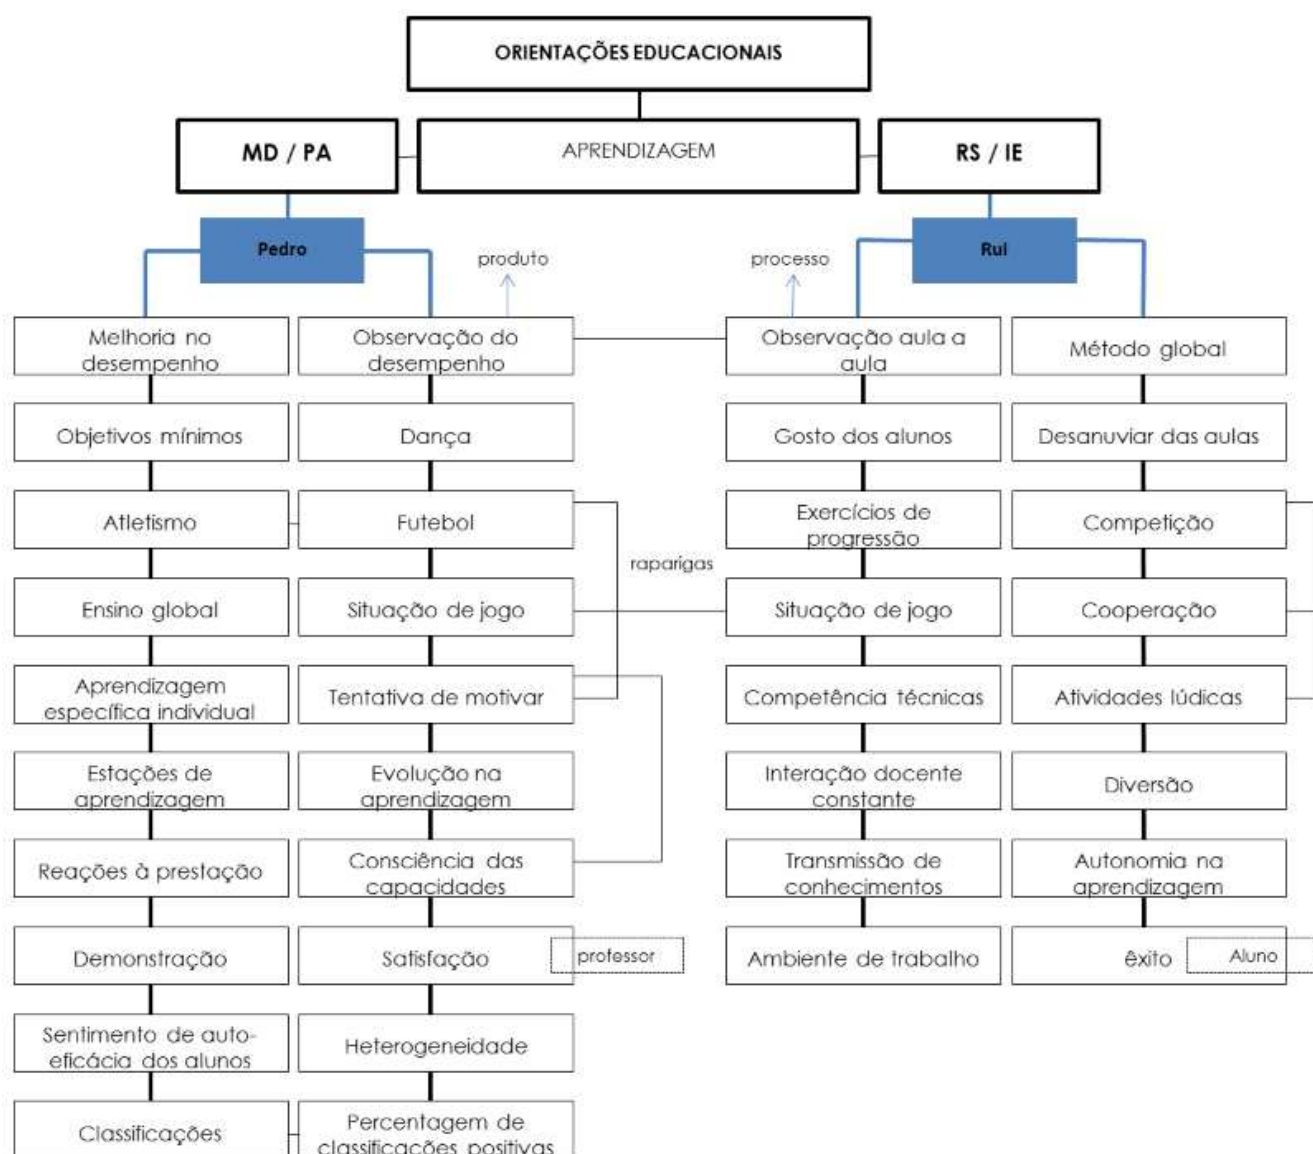 ORIENTAÇÕES EDUCACIONAIS
MD / PA
APRENDIZAGEM
RS / IE
Pedro
Rui
produto
processo
Melhoria no
desempenho
Observação do
desempenho
Observação aula a
aula
Método global
Objetivos mínimos
Dança
Gosto dos alunos
Desanuviar das aulas
Atletismo
Futebol
Exercícios de
progressão
Competição
raparigas
Ensino global
Situação de jogo
Situação de jogo
Cooperação
Aprendizagem
específica individual
Tentativa de motivar
Competência técnicas
Atividades lúdicas
Estações de
aprendizagem
Evolução na
aprendizagem
Interação docente
constante
Diversão
Reações à prestação
Consciência das
capacidades
Transmissão de
conhecimentos
Autonomia na
aprendizagem
Demonstração
Satisfação
professor
Ambiente de trabalho
êxito
Aluno
Sentimento de auto-
eficácia dos alunos
Heterogeneidade
Classificações
Percentagem de
classificações positivas